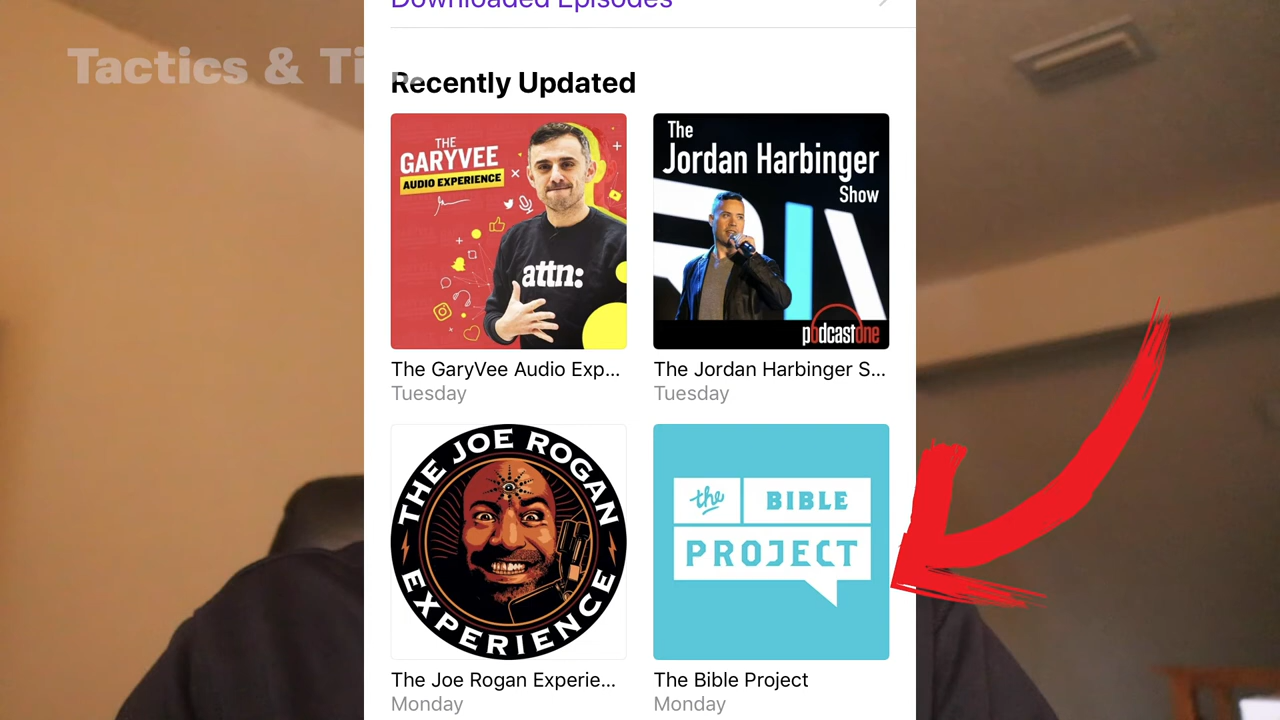 Downloaded Episodes
Tactics & Ti
Recently Updated
THE
GARYVEE
AUDIO EXPERIENCE
attn:
The
Jordan Harbinger
Show
podcastone
The GaryVee Audio Exp...
Tuesday
The Jordan Harbinger S...
Tuesday
THE JOE ROGAN
EXPERIENCE
the BIBLE
PROJECT
The Joe Rogan Experie...
Monday
The Bible Project
Monday